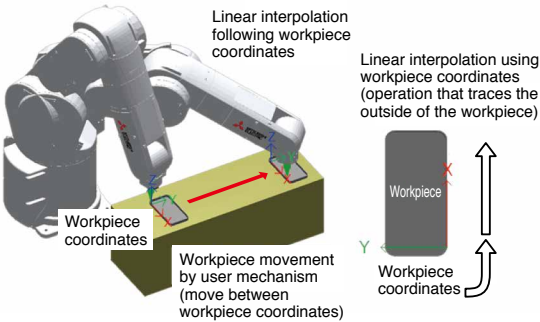 Linear interpolation
following workpiece
coordinates
Linear interpolation using
workpiece coordinates
(operation that traces the
outside of the workpiece)
Z
Y
X
Z
Y
X
Workpiece
coordinates
Workpiece movement
by user mechanism
(move between
workpiece coordinates)
X
Workpiece
Y
Workpiece
coordinates